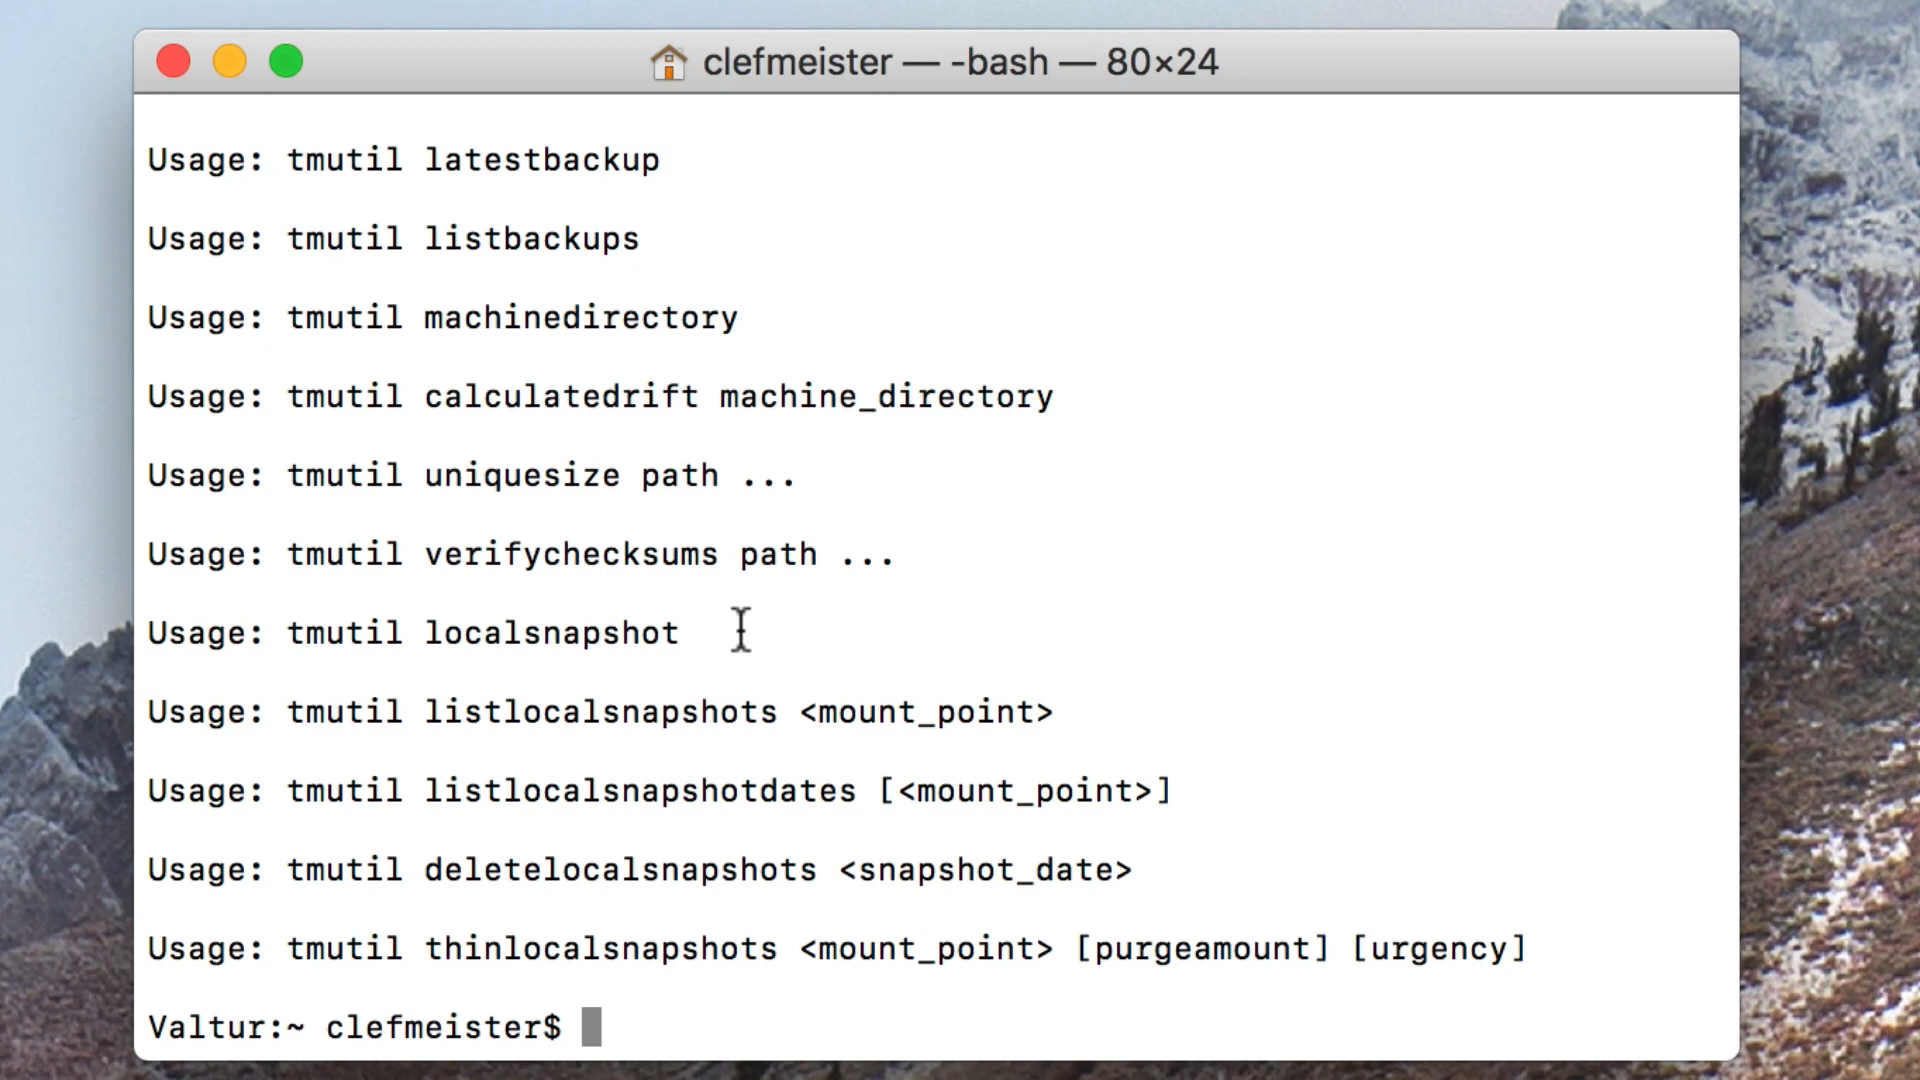 clefmeister — -bash — 80×24
Usage: tmutil latestbackup
Usage: tmutil listbackups
Usage: tmutil machinedirectory
Usage: tmutil calculatedrift machine_directory
Usage: tmutil uniquesize path ...
Usage: tmutil verifychecksums path ...
Usage: tmutil localsnapshot
Usage: tmutil listlocalsnapshots <mount_point>
Usage: tmutil listlocalsnapshotdates [<mount_point>]
Usage: tmutil deletelocalsnapshots <snapshot_date>
Usage: tmutil thinlocalsnapshots <mount_point> [purgeamount] [urgency]
Valtur:~ clefmeister$